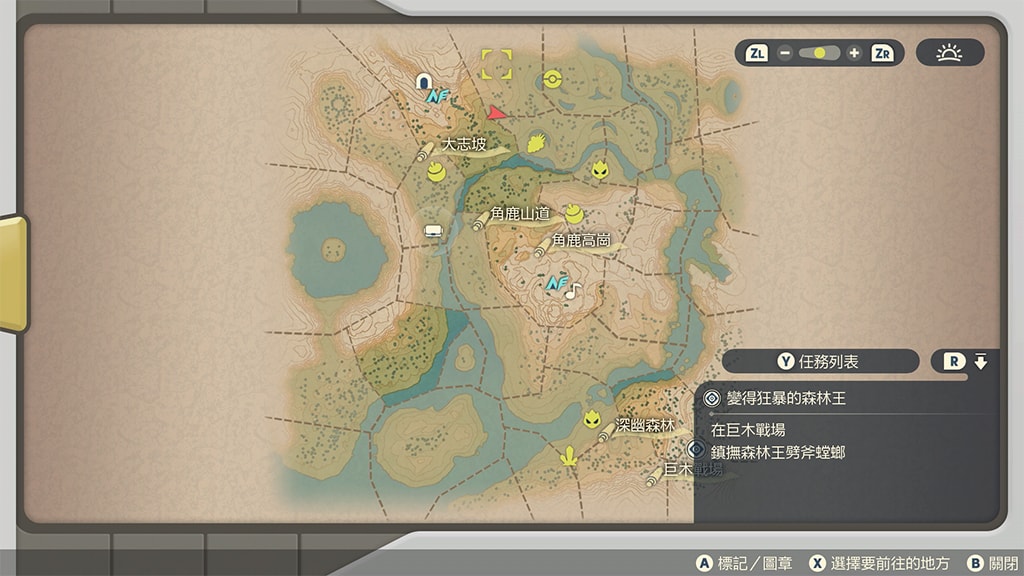 ZL − + ZR
大志坡
角鹿山道
角鹿高崗
Y 任務列表
R
變得狂暴的森林王
在巨木戰場
鎮撫森林王劈斧螳螂
深幽森林
巨木戰場
A 標記／圖章 X 選擇要前往的地方 B 關閉